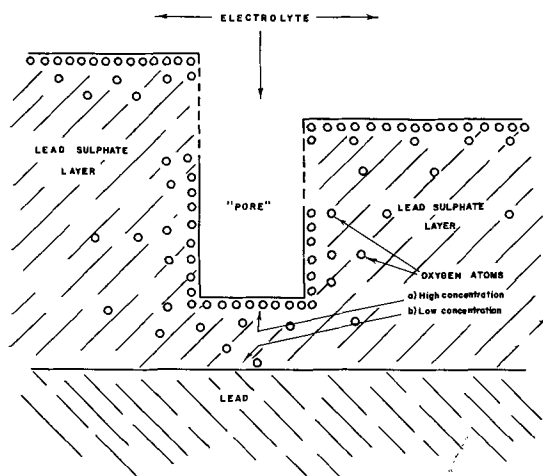 ELECTROLYTE
LEAD SULPHATE
LAYER
"PORE"
LEAD SULPHATE
LAYER
OXYGEN ATOMS
a) High concentration
b) Low concentration
LEAD